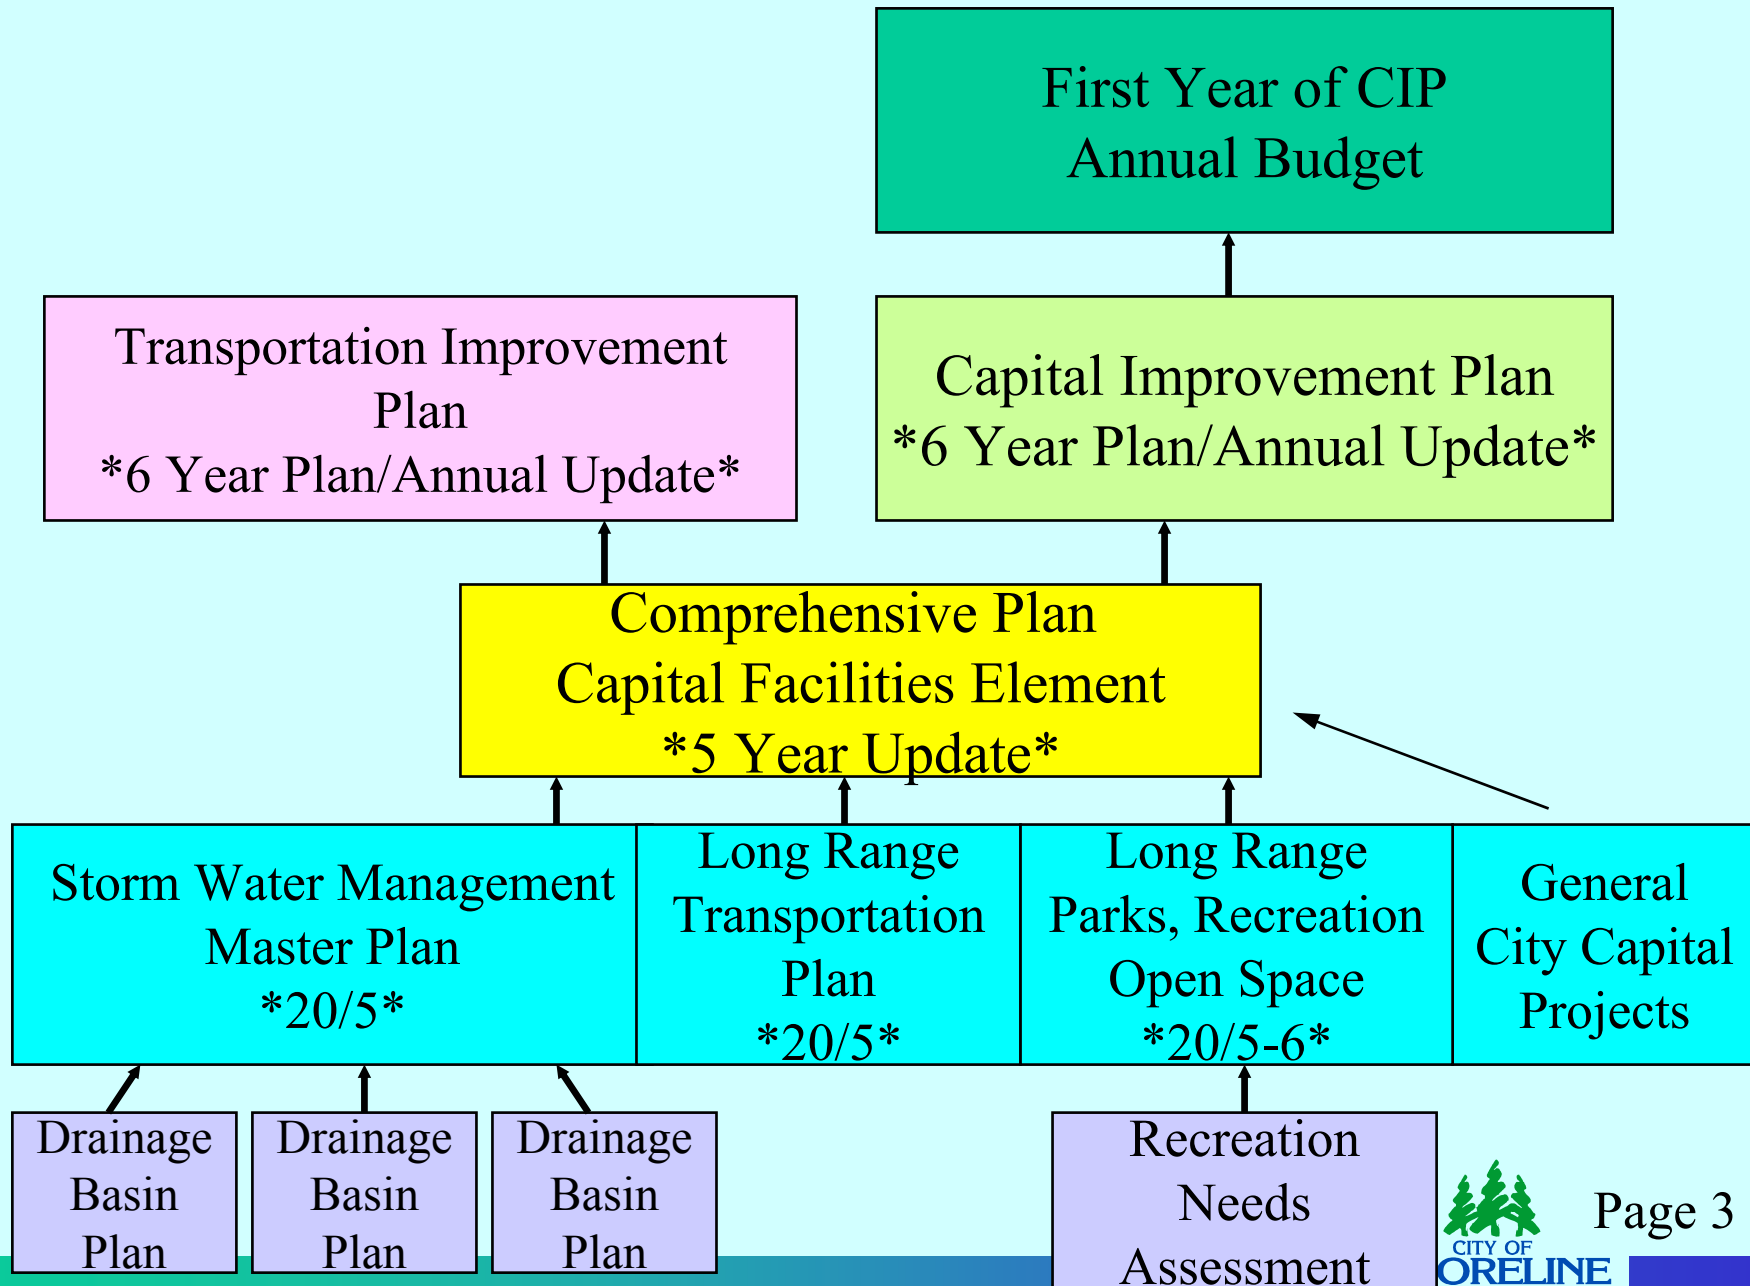 First Year of CIP
Annual Budget
Transportation Improvement
Plan
*6 Year Plan/Annual Update*
Capital Improvement Plan
*6 Year Plan/Annual Update*
Comprehensive Plan
Capital Facilities Element
*5 Year Update*
Storm Water Management
Master Plan
*20/5*
Long Range
Transportation
Plan
*20/5*
Long Range
Parks, Recreation
Open Space
*20/5-6*
General
City Capital
Projects
Drainage
Basin
Plan
Drainage
Basin
Plan
Drainage
Basin
Plan
Recreation
Needs
Assessment
CITY OF
ORELINE
Page 3